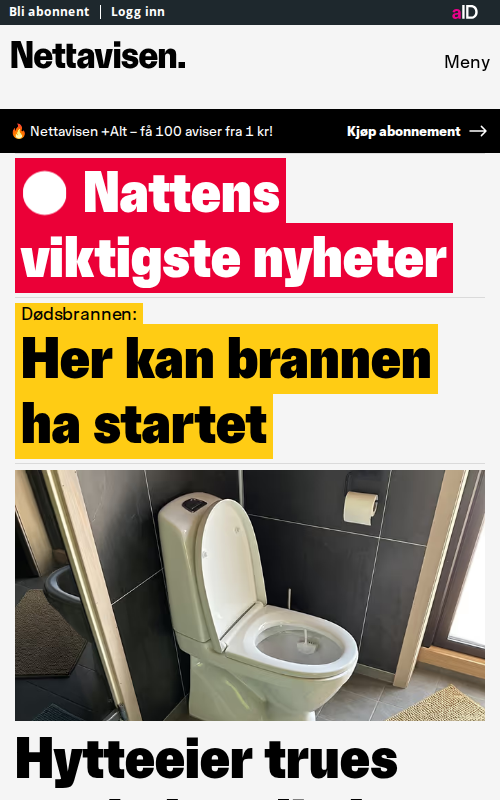 Bli abonnent | Logg inn
aID
Nettavisen.
Meny
🔥 Nettavisen +Alt – få 100 aviser fra 1 kr!
Kjøp abonnement →
Nattens
viktigste nyheter
Dødsbrannen:
Her kan brannen
ha startet
Hytteeier trues